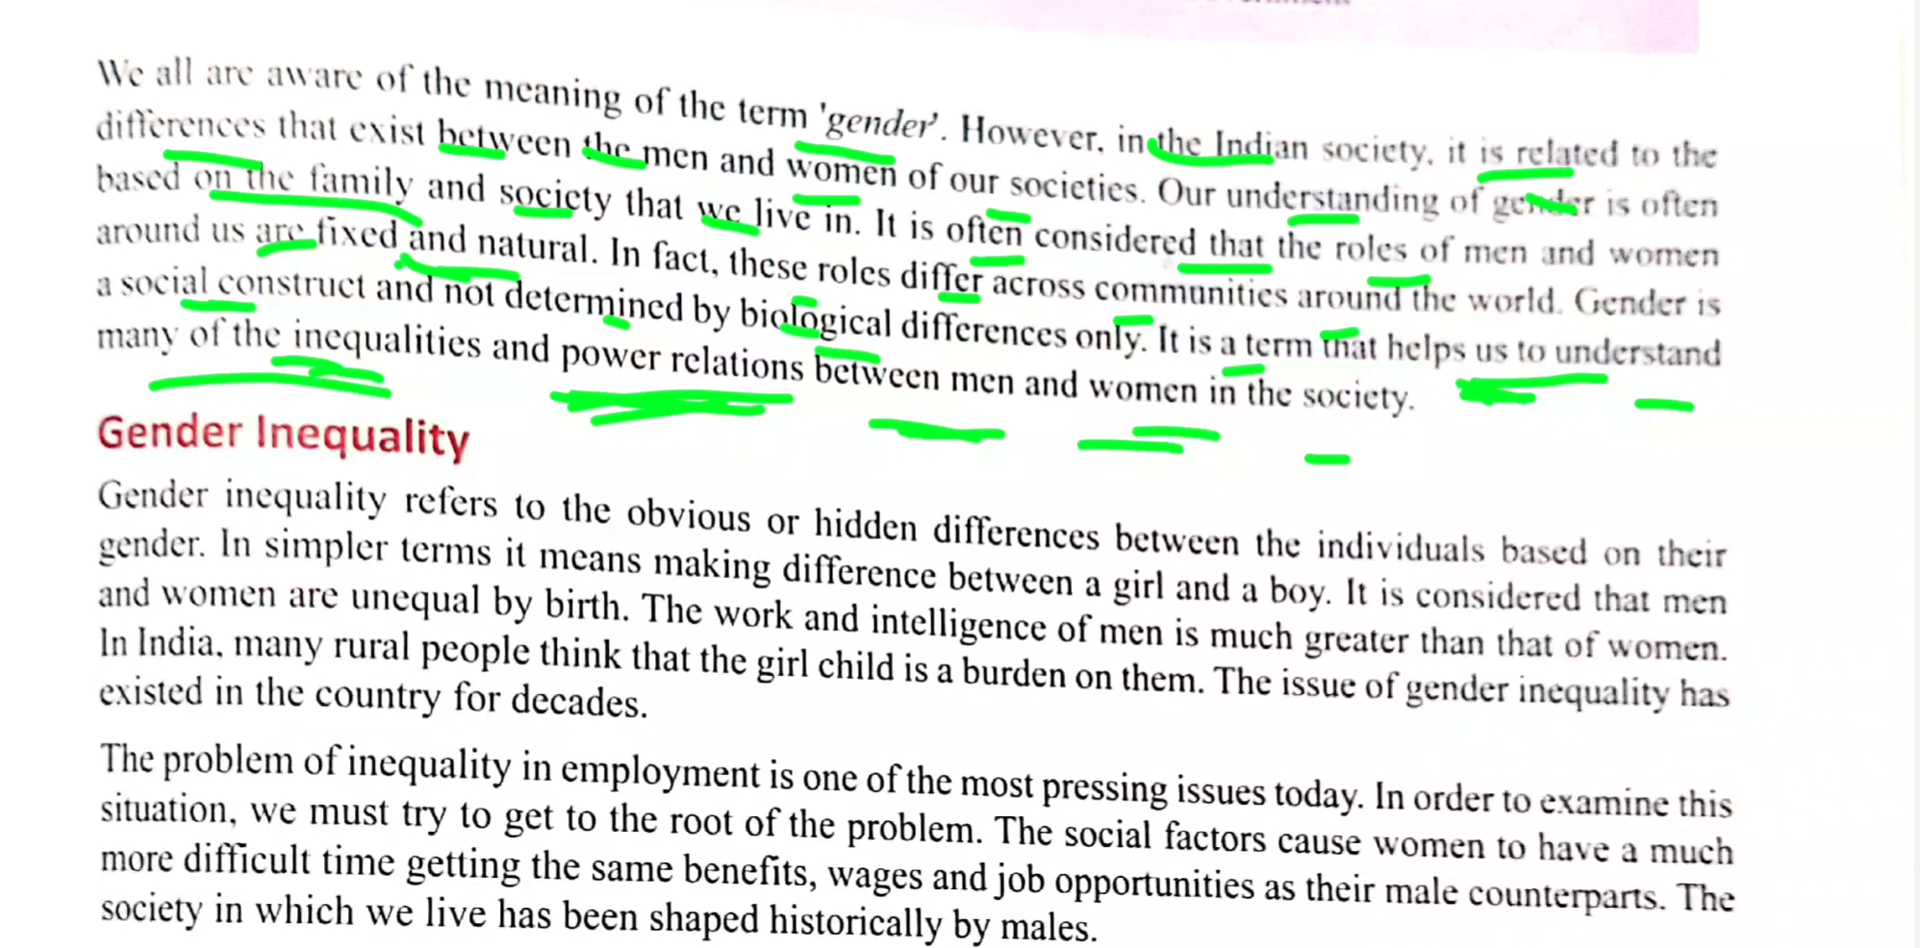 We all are aware of the meaning of the term 'gender'. However, in the Indian society, it is related to the
differences that exist between the men and women of our societies. Our understanding of gender is often
based on the family and society that we live in. It is often considered that the roles of men and women
around us are fixed and natural. In fact, these roles differ across communities around the world. Gender is
a social construct and not determined by biological differences only. It is a term that helps us to understand
many of the inequalities and power relations between men and women in the society.
Gender Inequality
Gender inequality refers to the obvious or hidden differences between the individuals based on their
gender. In simpler terms it means making difference between a girl and a boy. It is considered that men
and women are unequal by birth. The work and intelligence of men is much greater than that of women.
In India, many rural people think that the girl child is a burden on them. The issue of gender inequality has
existed in the country for decades.
The problem of inequality in employment is one of the most pressing issues today. In order to examine this
situation, we must try to get to the root of the problem. The social factors cause women to have a much
more difficult time getting the same benefits, wages and job opportunities as their male counterparts. The
society in which we live has been shaped historically by males.